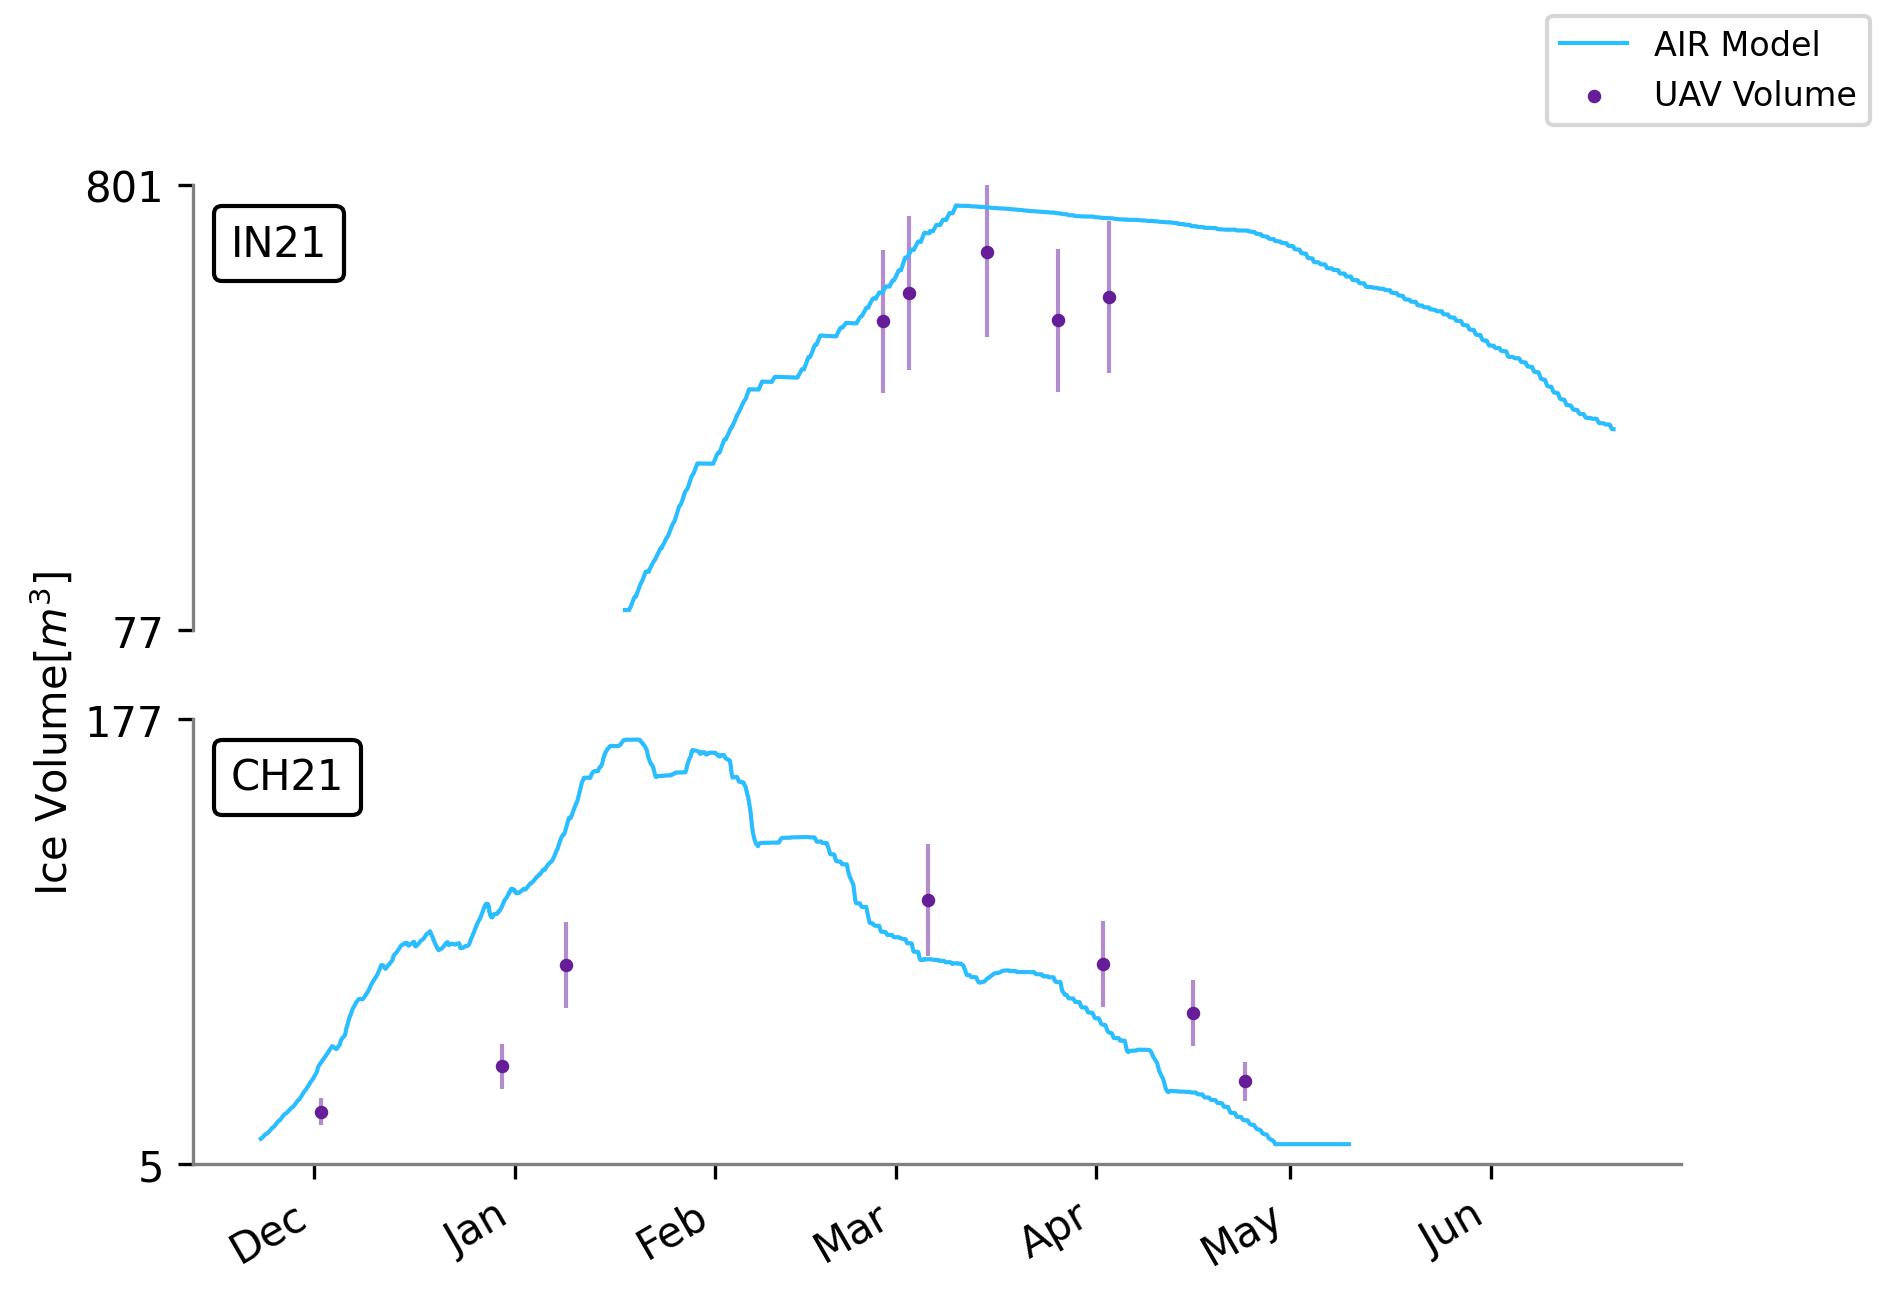 AIR Model
UAV Volume
801
IN21
77
Ice Volume[m³]
177
CH21
5
Dec
Jan
Feb
Mar
Apr
May
Jun